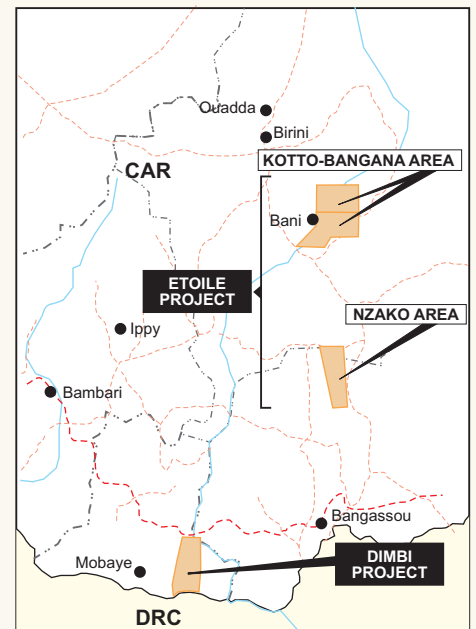 Ouadda
Birini
CAR
KOTTO-BANGANA AREA
Bani
ETOILE
PROJECT
NZAKO AREA
Ippy
Bambari
Bangassou
Mobaye
DIMBI
PROJECT
DRC